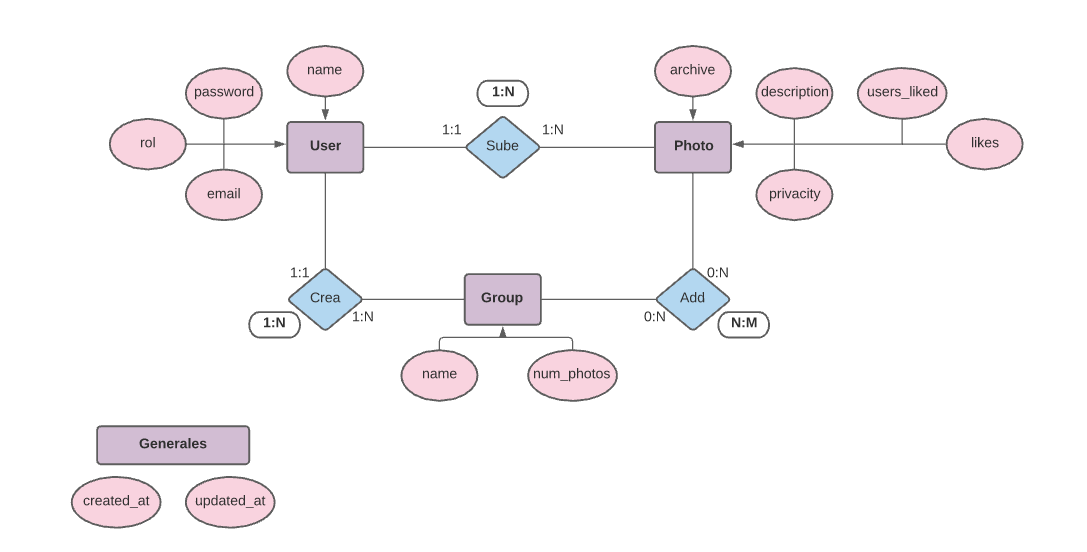 name
archive
password
1:N
description
users_liked
rol
User
1:1
Sube
1:N
Photo
likes
email
privacity
1:1
Crea
1:N
1:N
Group
0:N
Add
0:N
N:M
name
num_photos
Generales
created_at
updated_at